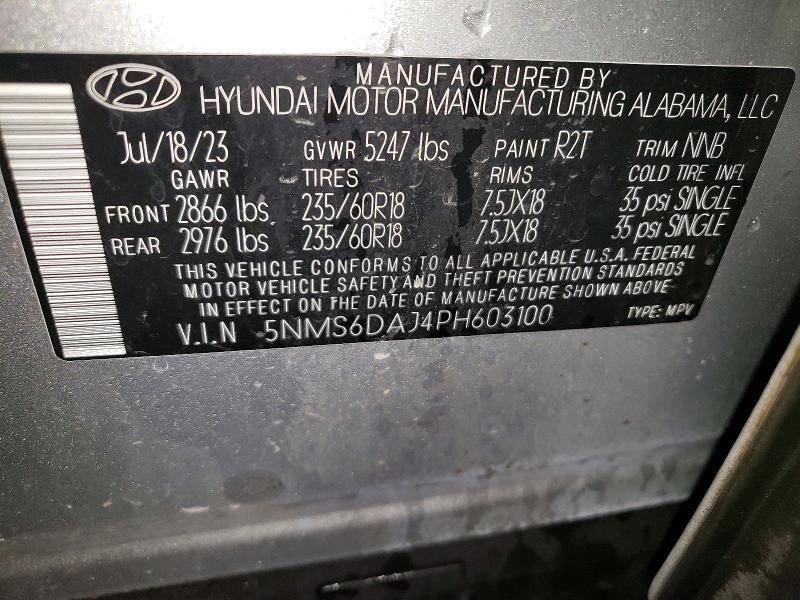 MANUFACTURED BY
HYUNDAI MOTOR MANUFACTURING ALABAMA, LLC
Jul/18/23 GVWR 5247 lbs PAINT R2T TRIM NNB
GAWR TIRES RIMS COLD TIRE INFL
FRONT 2866 lbs 235/60R18 7.5JX18 35 psi SINGLE
REAR 2976 lbs 235/60R18 7.5JX18 35 psi SINGLE
THIS VEHICLE CONFORMS TO ALL APPLICABLE U.S.A. FEDERAL
MOTOR VEHICLE SAFETY AND THEFT PREVENTION STANDARDS
IN EFFECT ON THE DATE OF MANUFACTURE SHOWN ABOVE
V.I.N 5NMS6DAJ4PH603100 TYPE: MPV